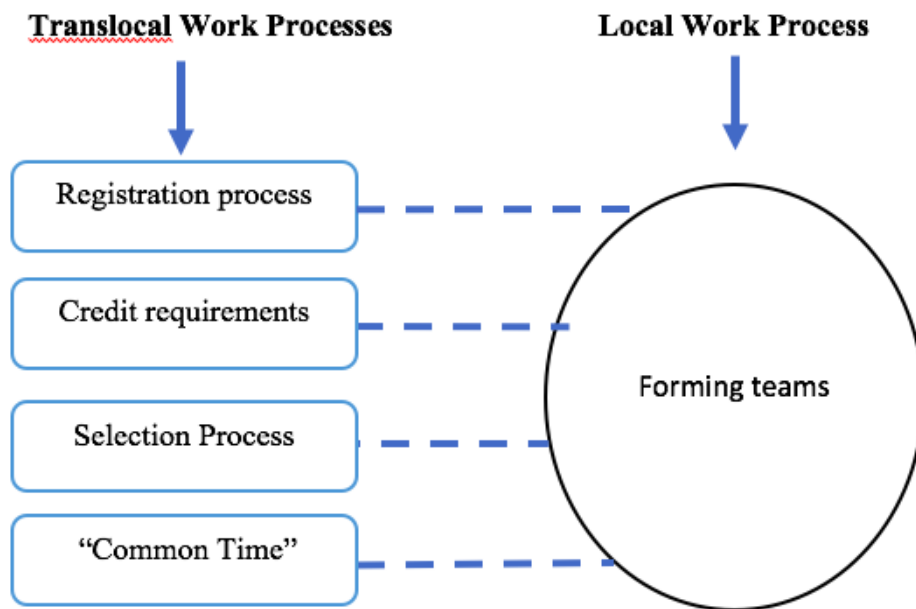 Translocal Work Processes
Local Work Process
Registration process
Credit requirements
Selection Process
“Common Time”
Forming teams